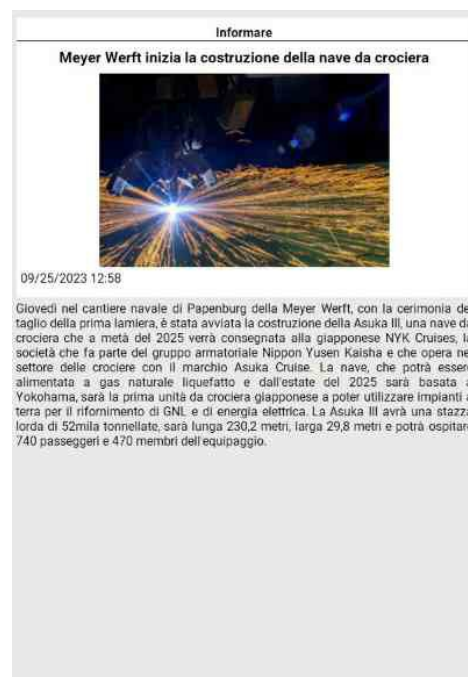 Informare
Meyer Werft inizia la costruzione della nave da crociera
09/25/2023 12:58
Giovedì nel cantiere navale di Papenburg della Meyer Werft, con la cerimonia de
taglio della prima lamiera, è stata avviata la costruzione della Asuka III, una nave da
crociera che a metà del 2025 verrà consegnata alla giapponese NYK Cruises, la
società che fa parte del gruppo armatoriale Nippon Yusen Kaisha e che opera ne
settore delle crociere con il marchio Asuka Cruise. La nave, che potrà essere
alimentata a gas naturale liquefatto e dall'estate del 2025 sarà basata a
Yokohama, sarà la prima unità da crociera giapponese a poter utilizzare impianti a
terra per il rifornimento di GNL e di energia elettrica. La Asuka III avrà una stazza
lorda di 52mila tonnellate, sarà lunga 230,2 metri, larga 29,8 metri e potrà ospitare
740 passeggeri e 470 membri dell'equipaggio.